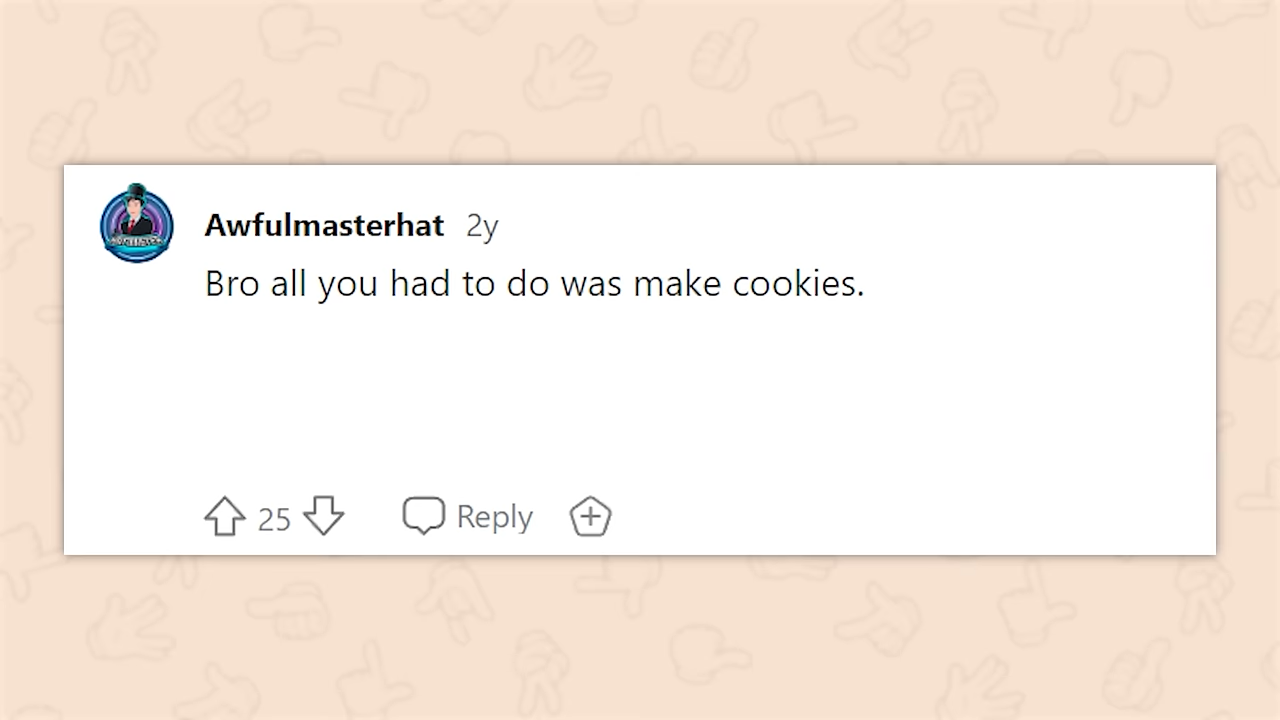 Awfulmasterhat 2y
Bro all you had to do was make cookies.
25 Reply